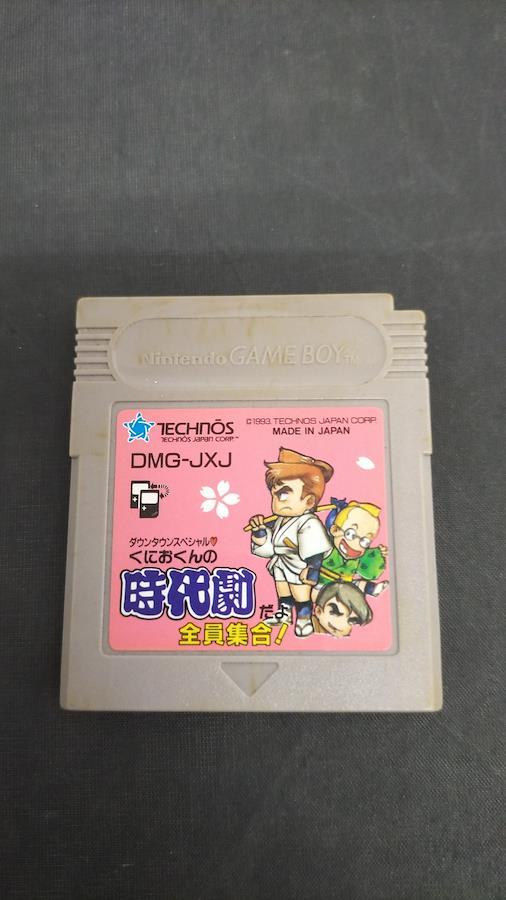 Nintendo GAME BOY TM
TECHNŌS
TECHNŌS JAPAN CORP.™
©1993 TECHNOS JAPAN CORP.
MADE IN JAPAN
DMG-JXJ
ダウンタウンスペシャル♥
くにおくんの
時代劇だよ
全員集合!